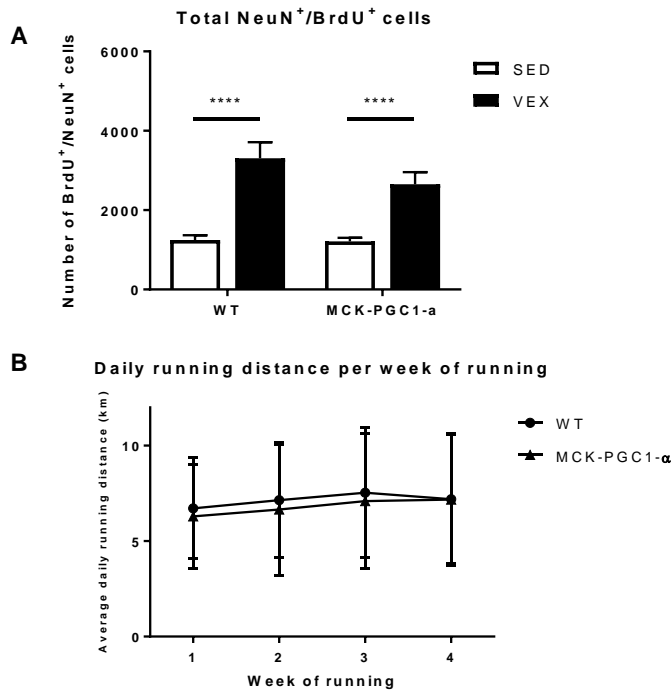 A
Total NeuN+/BrdU+ cells
Number of BrdU+/NeuN+ cells
6000
4000
2000
0
****
****
SED
VEX
WT
MCK-PGC1-a
B
Daily running distance per week of running
Average daily running distance (km)
10
5
0
WT
MCK-PGC1-α
1
2
3
4
Week of running